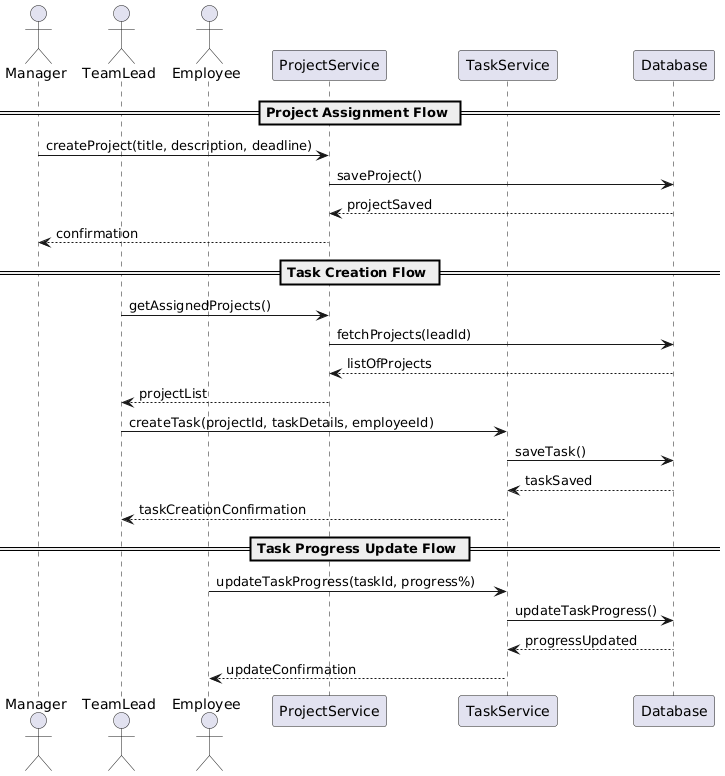 Manager TeamLead Employee ProjectService TaskService Database
Project Assignment Flow
createProject(title, description, deadline)
saveProject()
projectSaved
confirmation
Task Creation Flow
getAssignedProjects()
fetchProjects(leadId)
listOfProjects
projectList
createTask(projectId, taskDetails, employeeId)
saveTask()
taskSaved
taskCreationConfirmation
Task Progress Update Flow
updateTaskProgress(taskId, progress%)
updateTaskProgress()
progressUpdated
updateConfirmation
Manager TeamLead Employee ProjectService TaskService Database